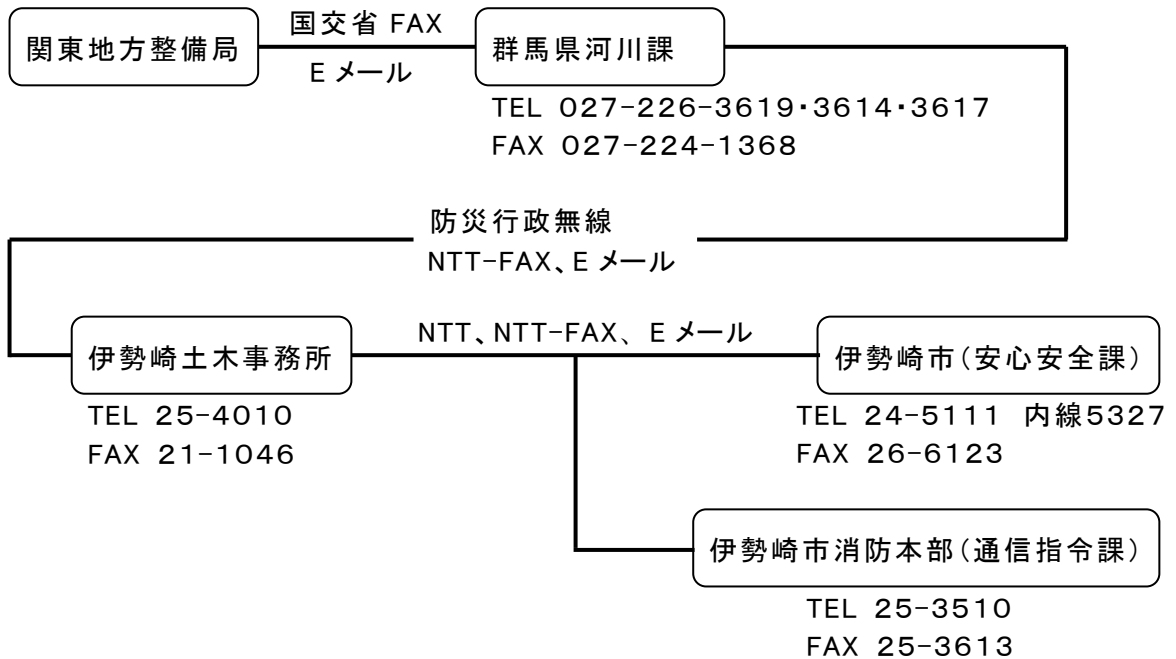 関東地方整備局
国交省 FAX
E メール
群馬県河川課
TEL 027-226-3619・3614・3617
FAX 027-224-1368
防災行政無線
NTT-FAX、E メール
伊勢崎土木事務所
TEL 25-4010
FAX 21-1046
NTT、NTT-FAX、E メール
伊勢崎市(安心安全課)
TEL 24-5111 内線5327
FAX 26-6123
伊勢崎市消防本部(通信指令課)
TEL 25-3510
FAX 25-3613